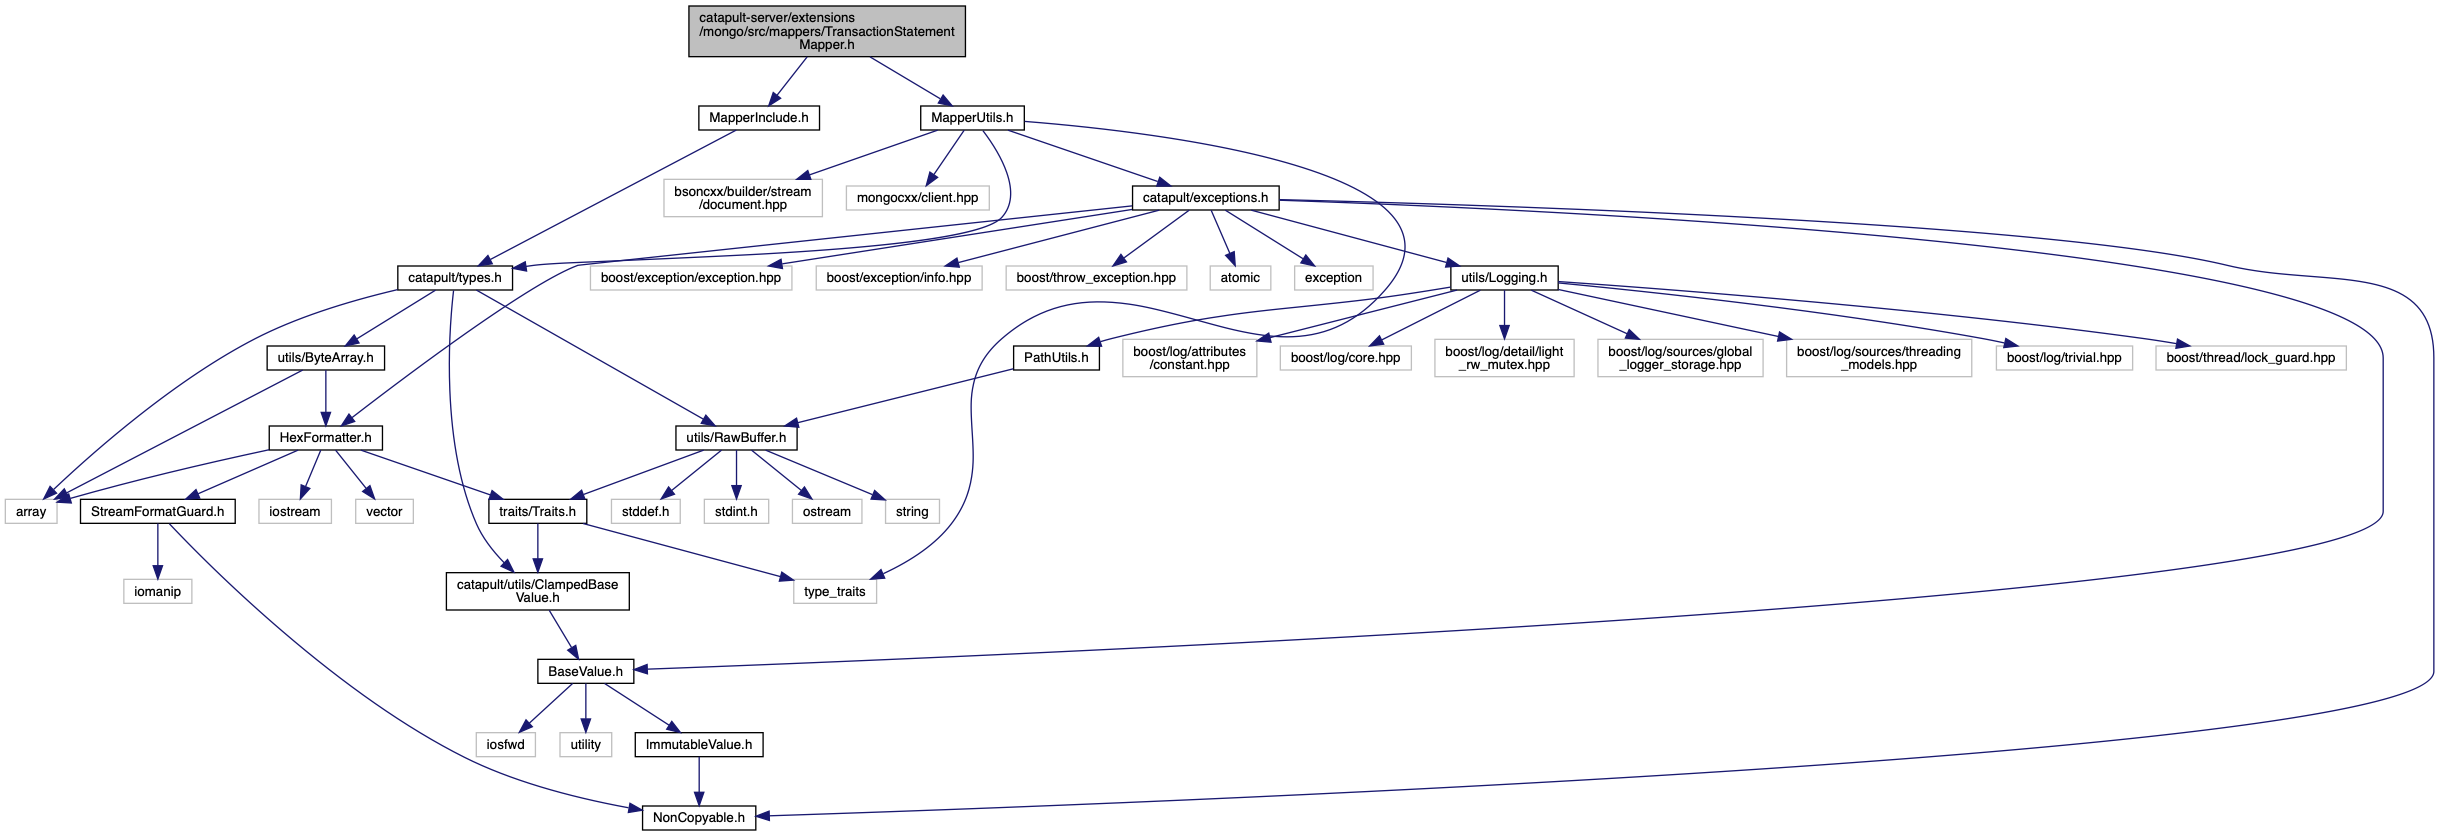 catapult-server/extensions
/mongo/src/mappers/TransactionStatement
Mapper.h
MapperInclude.h
MapperUtils.h
bsoncxx/builder/stream
/document.hpp
mongocxx/client.hpp
catapult/exceptions.h
catapult/types.h
boost/exception/exception.hpp
boost/exception/info.hpp
boost/throw_exception.hpp
atomic
exception
utils/Logging.h
utils/ByteArray.h
PathUtils.h
boost/log/attributes
/constant.hpp
boost/log/core.hpp
boost/log/detail/light
_rw_mutex.hpp
boost/log/sources/global
_logger_storage.hpp
boost/log/sources/threading
_models.hpp
boost/log/trivial.hpp
boost/thread/lock_guard.hpp
HexFormatter.h
utils/RawBuffer.h
array
StreamFormatGuard.h
iostream
vector
traits/Traits.h
stddef.h
stdint.h
ostream
string
iomanip
catapult/utils/ClampedBase
Value.h
type_traits
BaseValue.h
iosfwd
utility
ImmutableValue.h
NonCopyable.h